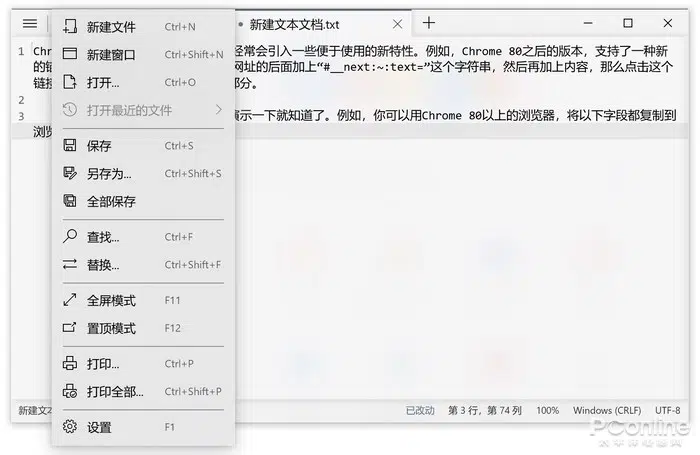 新建文本文档.txt
新建文件 Ctrl+N
新建窗口 Ctrl+Shift+N
打开... Ctrl+O
打开最近的文件
保存 Ctrl+S
另存为... Ctrl+Shift+S
全部保存
查找... Ctrl+F
替换... Ctrl+Shift+F
全屏模式 F11
置顶模式 F12
打印... Ctrl+P
打印全部... Ctrl+Shift+P
设置 F1
1 Chr 经常会引入一些便于使用的新特性。例如，Chrome 80之后的版本，支持了一种新
的链 网址的后面加上“#__next:~:text=”这个字符串，然后再加上内容，那么点击这个
链接 部分。
2
3 演示一下就知道了。例如，你可以用Chrome 80以上的浏览器，将以下字段都复制到
浏览
新建文本 已改动 第 3 行，第 74 列 100% Windows (CRLF) UTF-8
PConline
太平洋电脑网